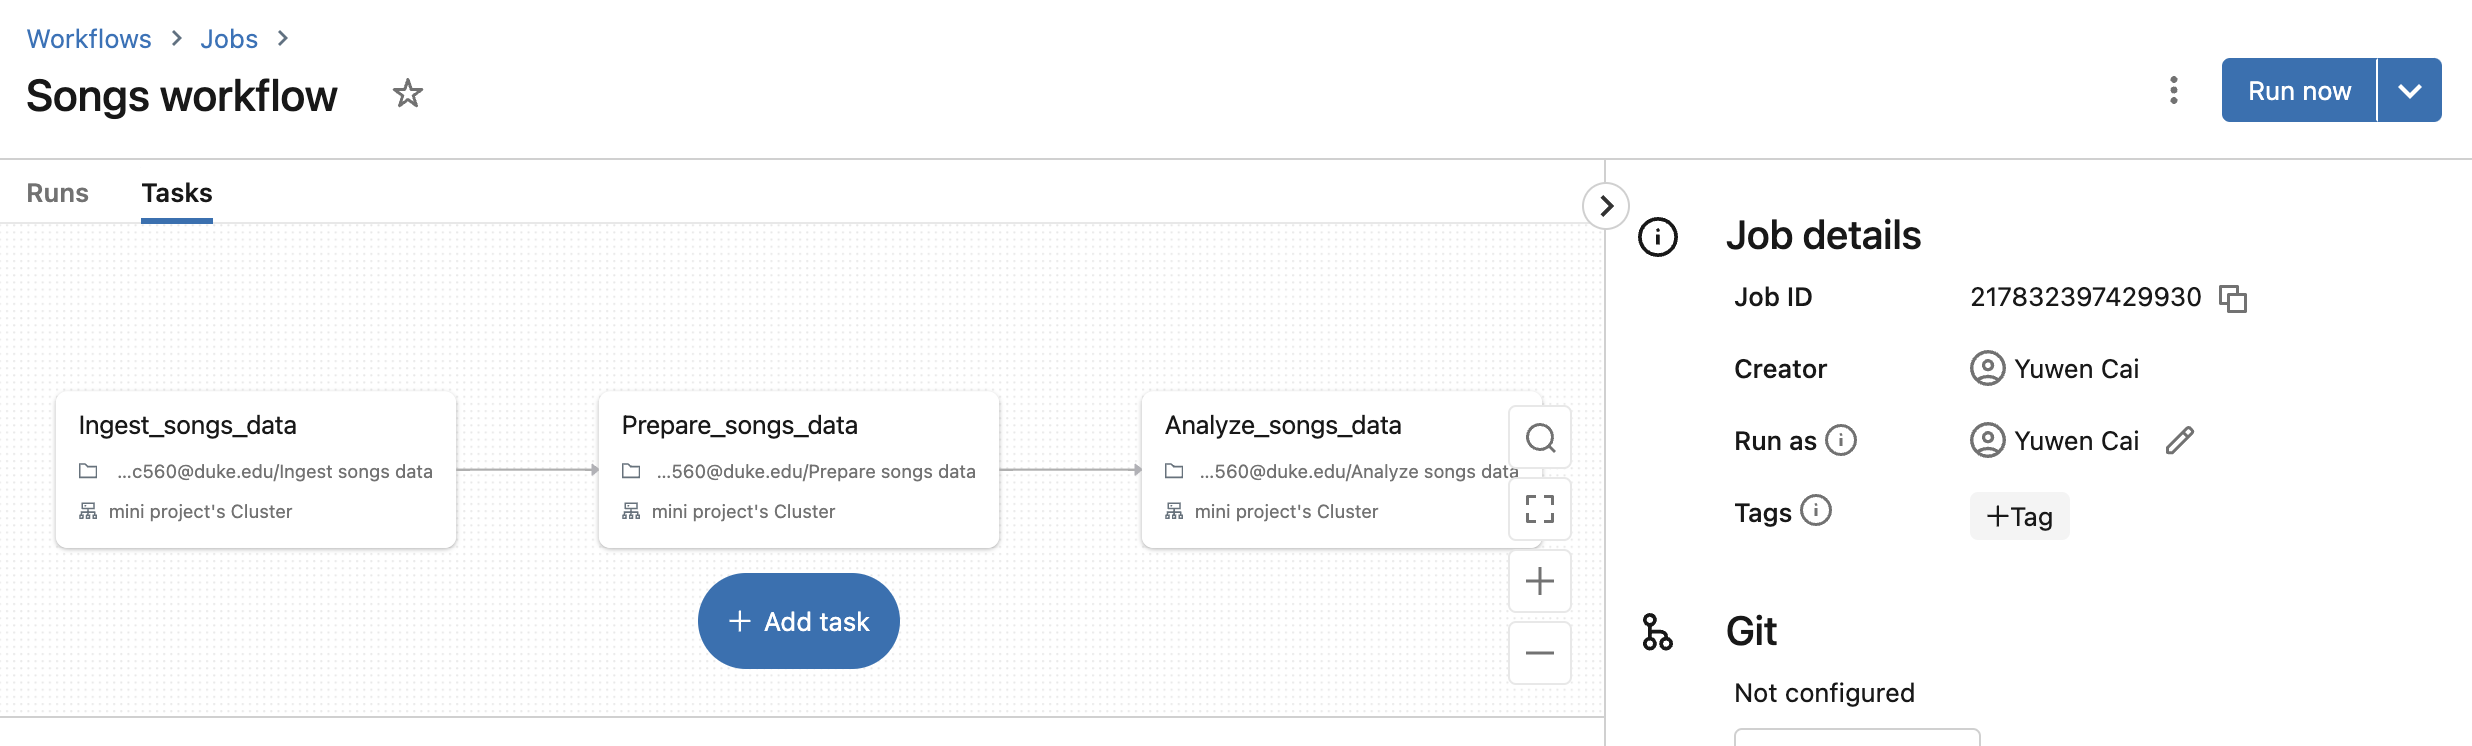 Workflows > Jobs >
Songs workflow
Run now
Runs Tasks
Ingest_songs_data
...c560@duke.edu/Ingest songs data
mini project's Cluster
Prepare_songs_data
...560@duke.edu/Prepare songs data
mini project's Cluster
Analyze_songs_data
...560@duke.edu/Analyze songs data
mini project's Cluster
+ Add task
Job details
Job ID 217832397429930
Creator Yuwen Cai
Run as Yuwen Cai
Tags +Tag
Git
Not configured